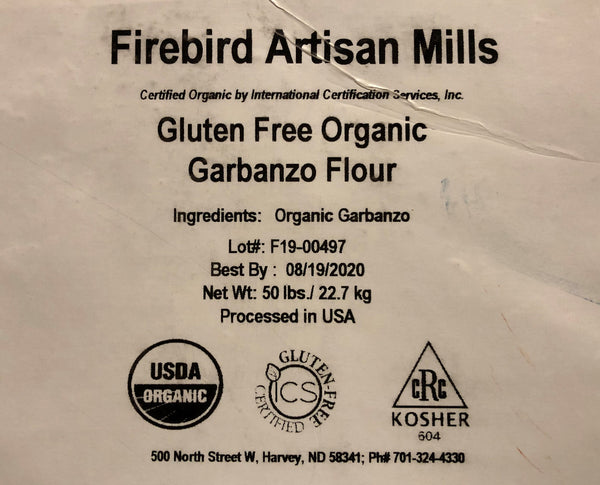 Firebird Artisan Mills
Certified Organic by International Certification Services, Inc.
Gluten Free Organic
Garbanzo Flour
Ingredients: Organic Garbanzo
Lot#: F19-00497
Best By : 08/19/2020
Net Wt: 50 lbs./ 22.7 kg
Processed in USA
USDA
ORGANIC
GLUTEN-FREE
ICS
CERTIFIED
cRc
KOSHER
604
500 North Street W, Harvey, ND 58341; Ph# 701-324-4330